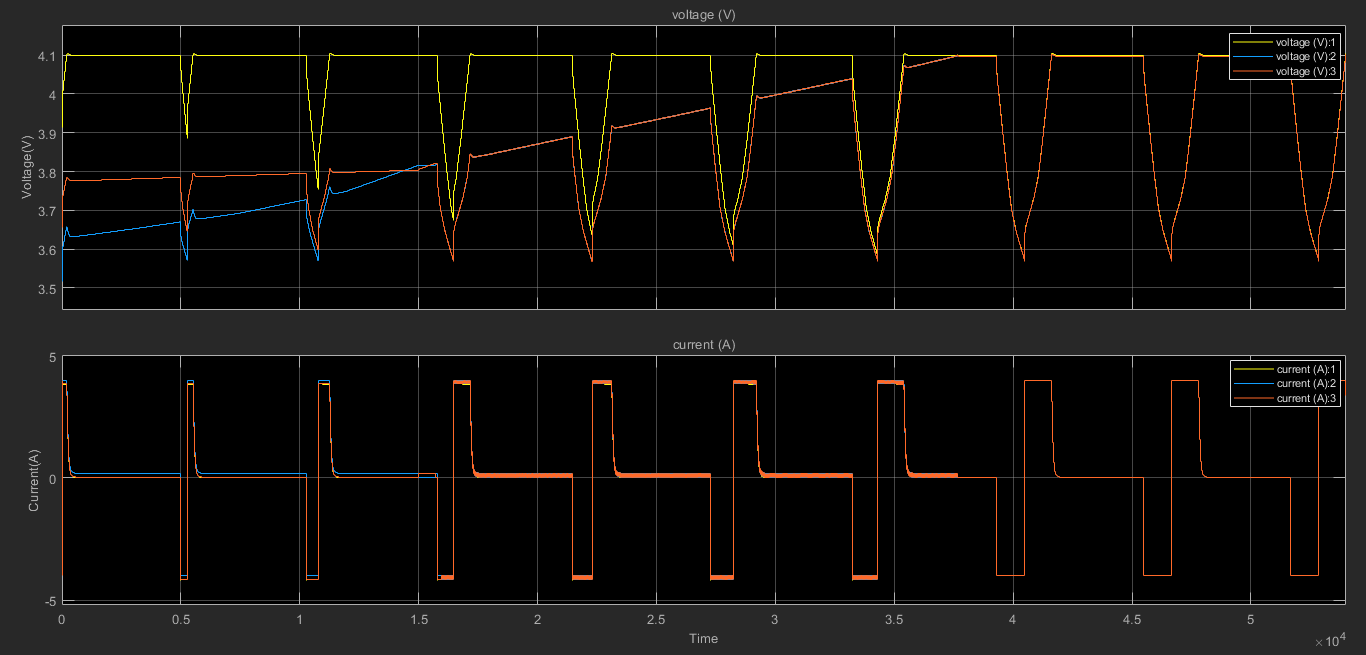 voltage (V)
voltage (V):1
voltage (V):2
voltage (V):3
4.1
4
3.9
3.8
3.7
3.6
3.5
Voltage(V)
current (A)
current (A):1
current (A):2
current (A):3
5
0
-5
Current(A)
0 0.5 1 1.5 2 2.5 3 3.5 4 4.5 5
Time
×10⁴